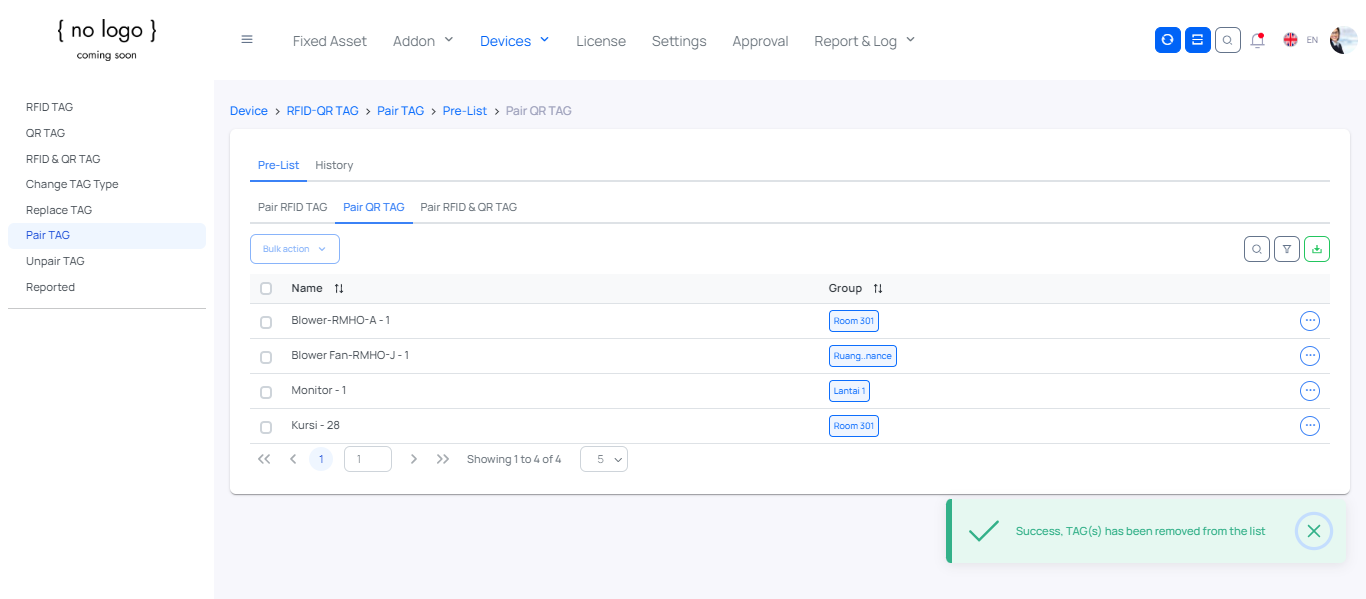 { no logo }
coming soon
Fixed Asset Addon Devices License Settings Approval Report & Log EN
RFID TAG
QR TAG
RFID & QR TAG
Change TAG Type
Replace TAG
Pair TAG
Unpair TAG
Reported
Device > RFID-QR TAG > Pair TAG > Pre-List > Pair QR TAG
Pre-List History
Pair RFID TAG Pair QR TAG Pair RFID & QR TAG
Bulk action
Name Group
Blower-RMHO-A - 1 Room 301
Blower Fan-RMHO-J - 1 Ruang..nance
Monitor - 1 Lantai 1
Kursi - 28 Room 301
1 1 Showing 1 to 4 of 4 5
Success, TAG(s) has been removed from the list